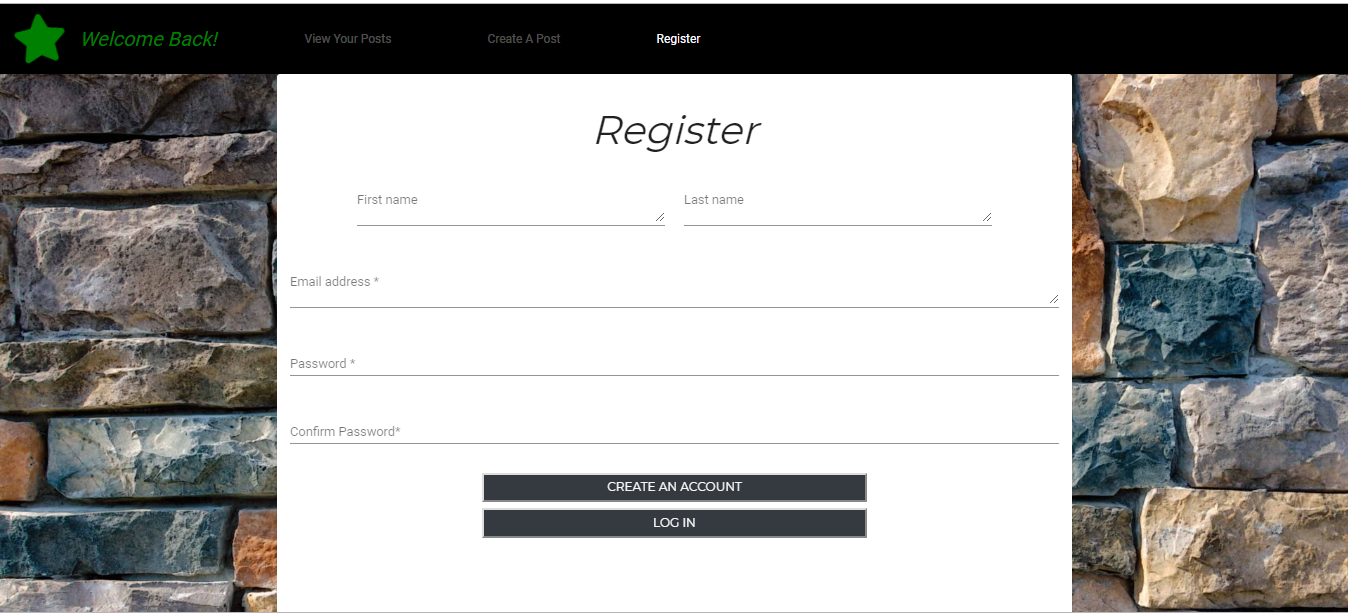 Welcome Back! View Your Posts Create A Post Register
Register
First name Last name
Email address *
Password *
Confirm Password*
CREATE AN ACCOUNT
LOG IN